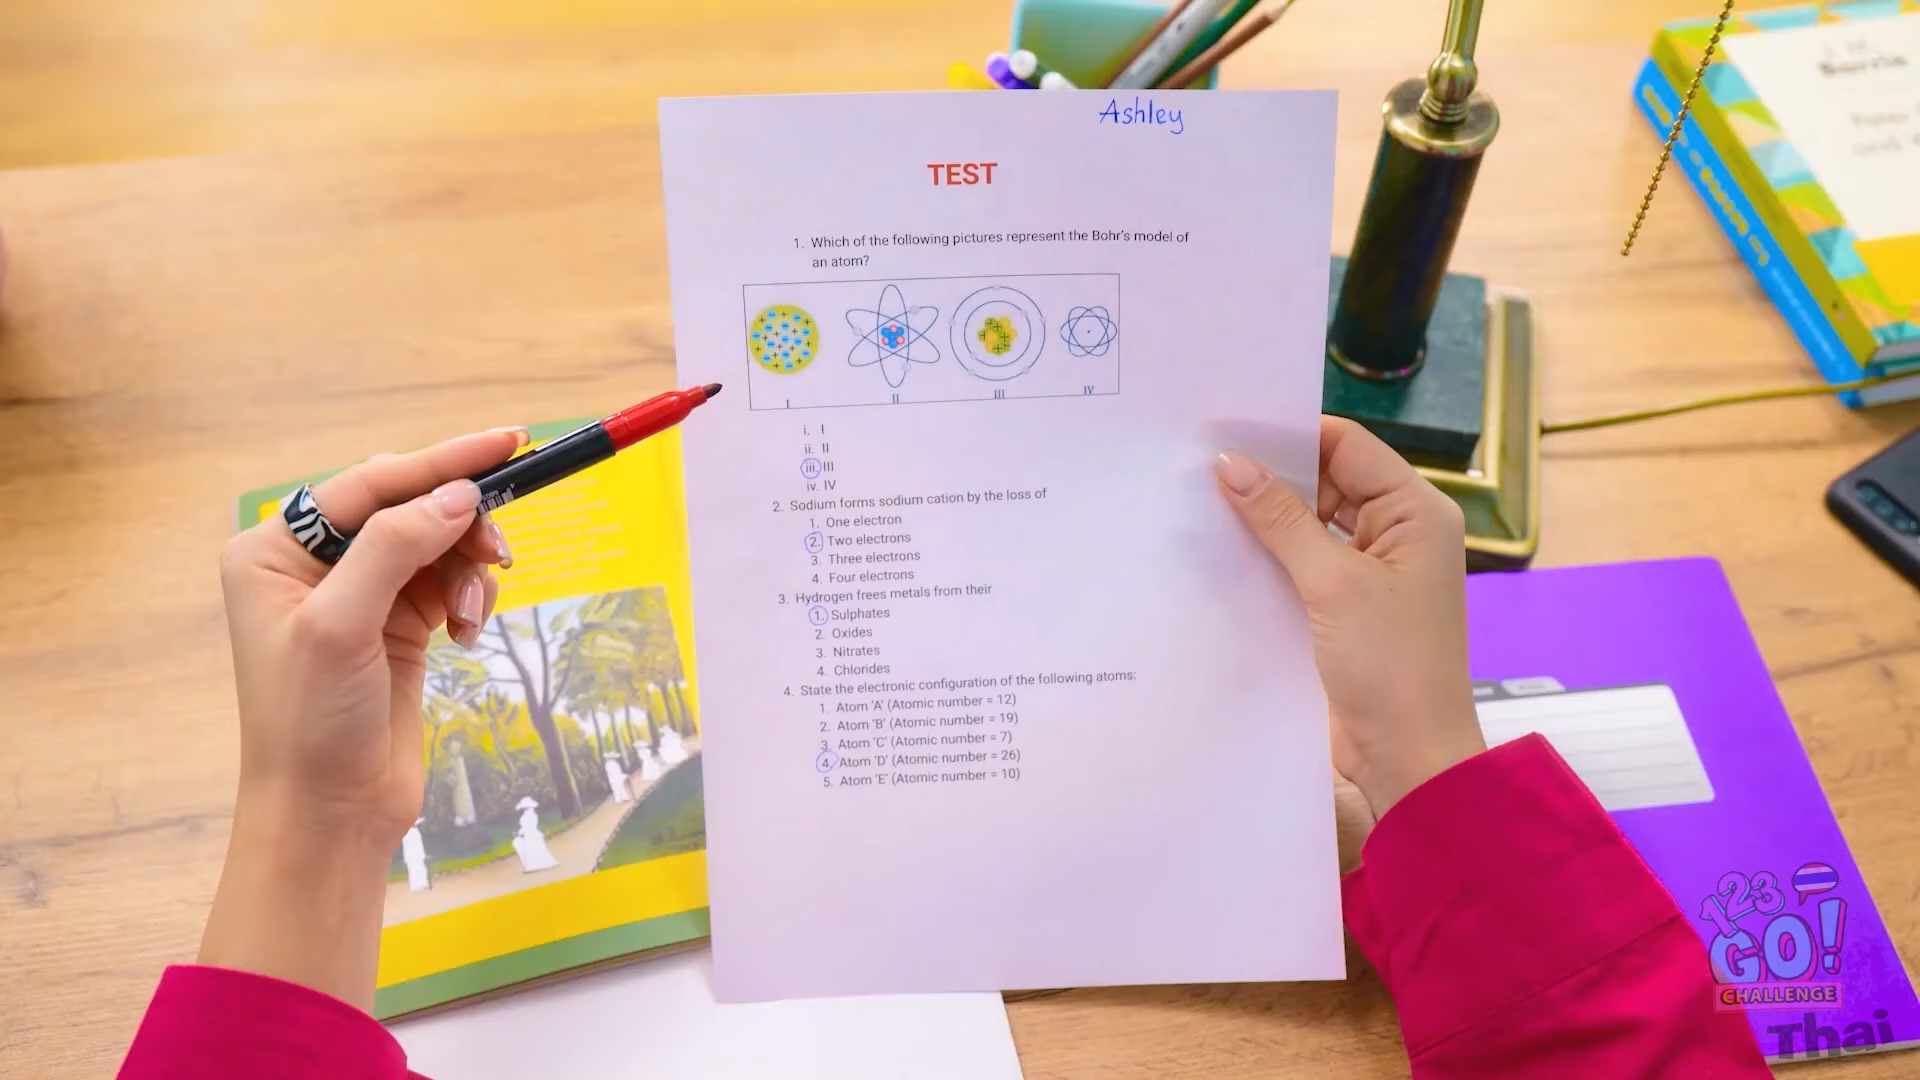 Ashley
TEST
1. Which of the following pictures represent the Bohr's model of
an atom?
I II III IV
i. I
ii. II
iii. III
iv. IV
2. Sodium forms sodium cation by the loss of
1. One electron
2. Two electrons
3. Three electrons
4. Four electrons
3. Hydrogen frees metals from their
1. Sulphates
2. Oxides
3. Nitrates
4. Chlorides
4. State the electronic configuration of the following atoms:
1. Atom 'A' (Atomic number = 12)
2. Atom 'B' (Atomic number = 19)
3. Atom 'C' (Atomic number = 7)
4. Atom 'D' (Atomic number = 26)
5. Atom 'E' (Atomic number = 10)
123
GO!
CHALLENGE
Thai